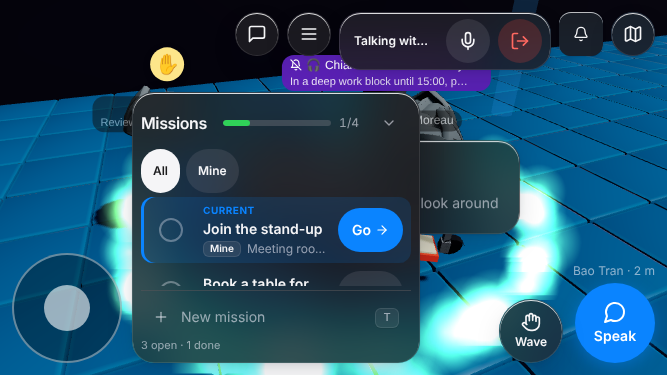 Talking wit...
🎧 Chia
In a deep work block until 15:00, p...
Review
Moreau
Missions
1/4
All
Mine
look around
CURRENT
Join the stand-up
Mine
Meeting roo...
Go →
Book a table for
Bao Tran · 2 m
New mission
T
3 open · 1 done
Wave
Speak